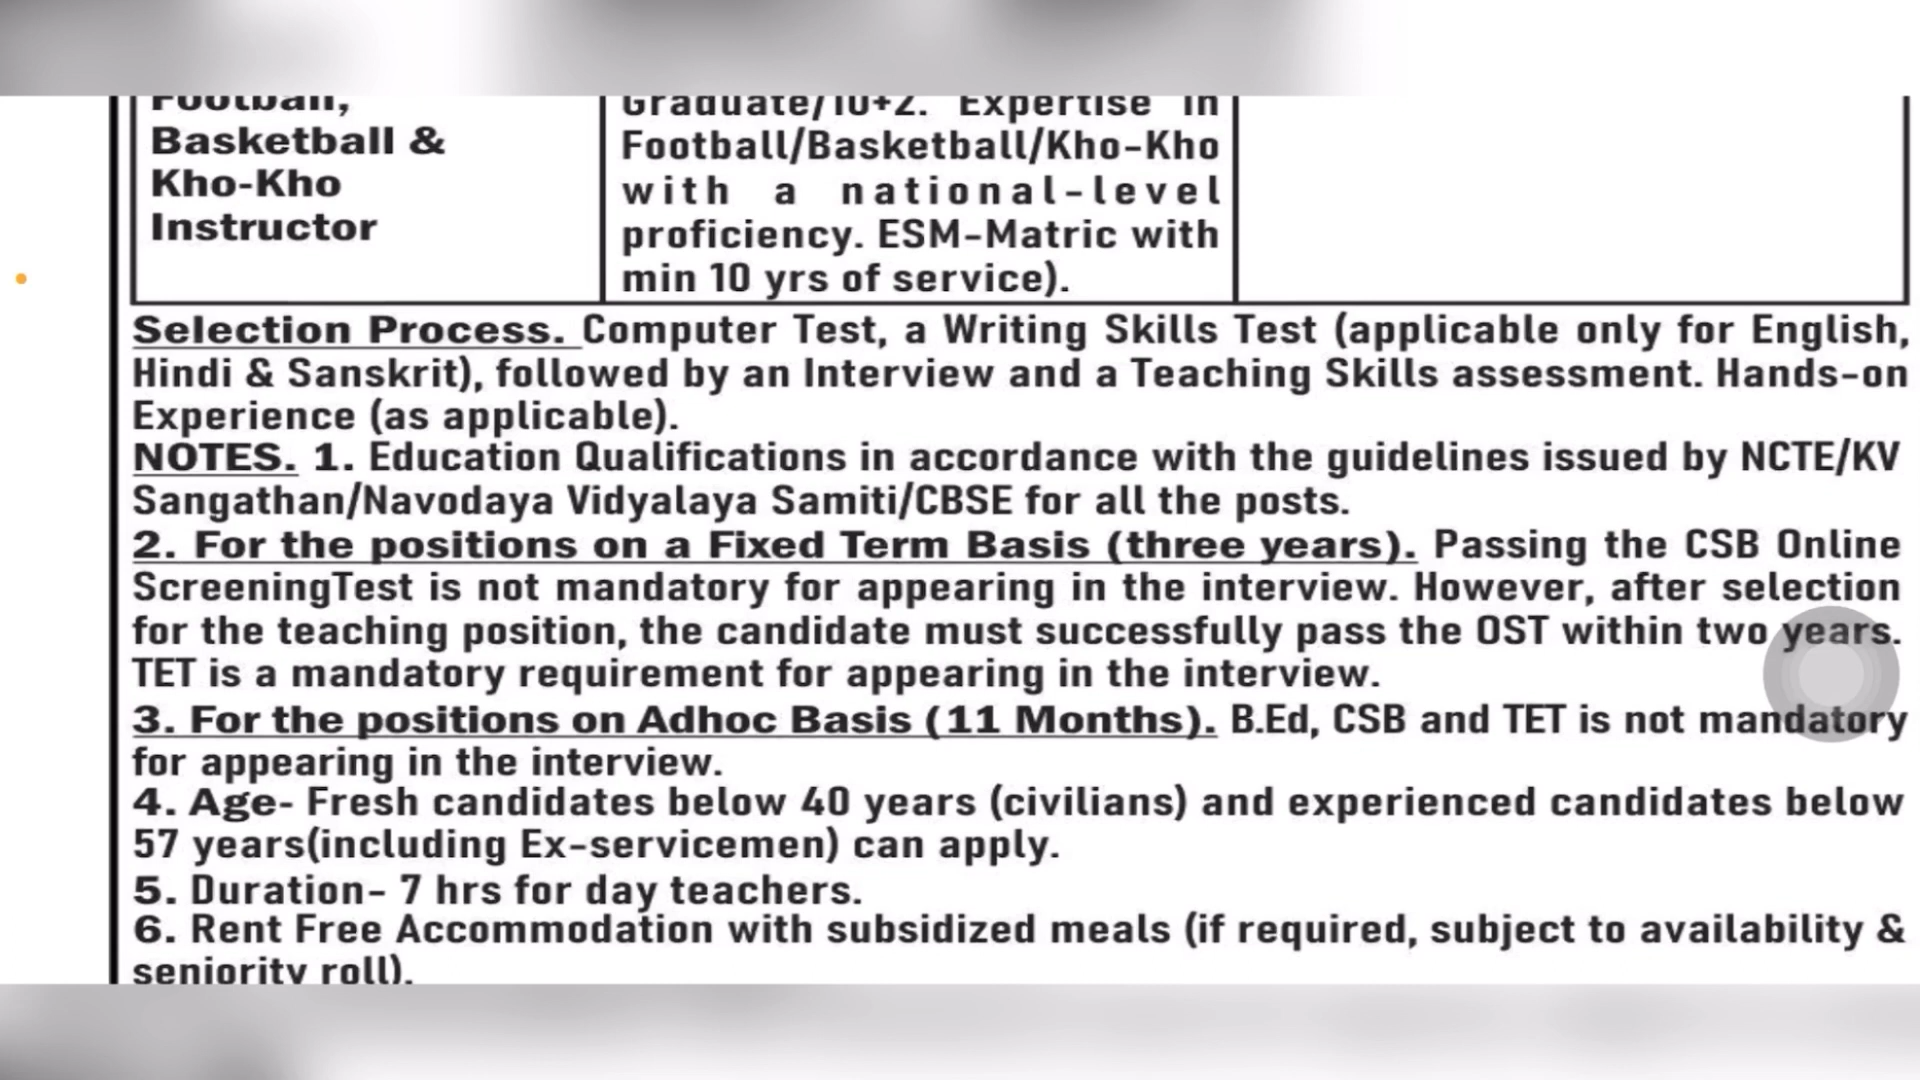 Football,
Basketball &
Kho-Kho
Instructor
Graduate/10+2. Expertise in
Football/Basketball/Kho-Kho
with a national-level
proficiency. ESM-Matric with
min 10 yrs of service).
Selection Process. Computer Test, a Writing Skills Test (applicable only for English,
Hindi & Sanskrit), followed by an Interview and a Teaching Skills assessment. Hands-on
Experience (as applicable).
NOTES. 1. Education Qualifications in accordance with the guidelines issued by NCTE/KV
Sangathan/Navodaya Vidyalaya Samiti/CBSE for all the posts.
2. For the positions on a Fixed Term Basis (three years). Passing the CSB Online
ScreeningTest is not mandatory for appearing in the interview. However, after selection
for the teaching position, the candidate must successfully pass the OST within two years.
TET is a mandatory requirement for appearing in the interview.
3. For the positions on Adhoc Basis (11 Months). B.Ed, CSB and TET is not mandatory
for appearing in the interview.
4. Age- Fresh candidates below 40 years (civilians) and experienced candidates below
57 years(including Ex-servicemen) can apply.
5. Duration- 7 hrs for day teachers.
6. Rent Free Accommodation with subsidized meals (if required, subject to availability &
seniority roll).